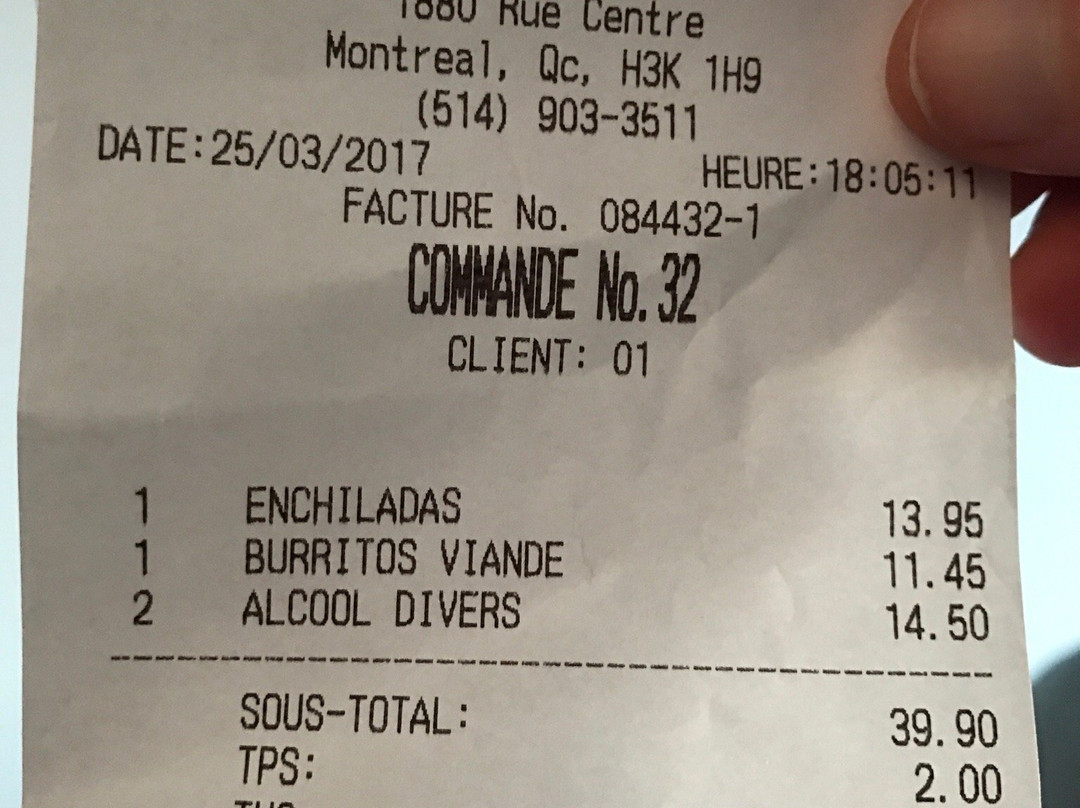 1880 Rue Centre
Montreal, Qc, H3K 1H9
(514) 903-3511
DATE:25/03/2017 HEURE:18:05:11
FACTURE No. 084432-1
COMMANDE No. 32
CLIENT: 01
1 ENCHILADAS 13.95
1 BURRITOS VIANDE 11.45
2 ALCOOL DIVERS 14.50
SOUS-TOTAL: 39.90
TPS: 2.00